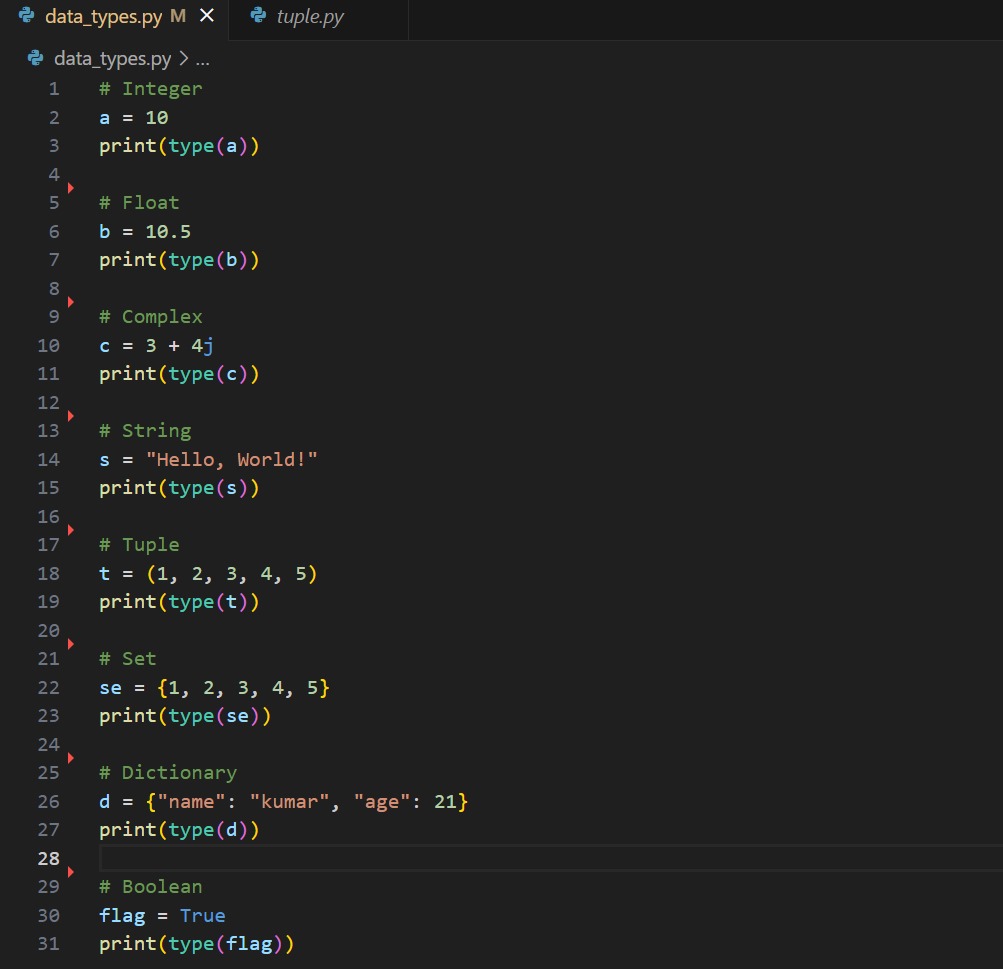 data_types.py M tuple.py
data_types.py > ...
1 # Integer
2 a = 10
3 print(type(a))
4
5 # Float
6 b = 10.5
7 print(type(b))
8
9 # Complex
10 c = 3 + 4j
11 print(type(c))
12
13 # String
14 s = "Hello, World!"
15 print(type(s))
16
17 # Tuple
18 t = (1, 2, 3, 4, 5)
19 print(type(t))
20
21 # Set
22 se = {1, 2, 3, 4, 5}
23 print(type(se))
24
25 # Dictionary
26 d = {"name": "kumar", "age": 21}
27 print(type(d))
28
29 # Boolean
30 flag = True
31 print(type(flag))